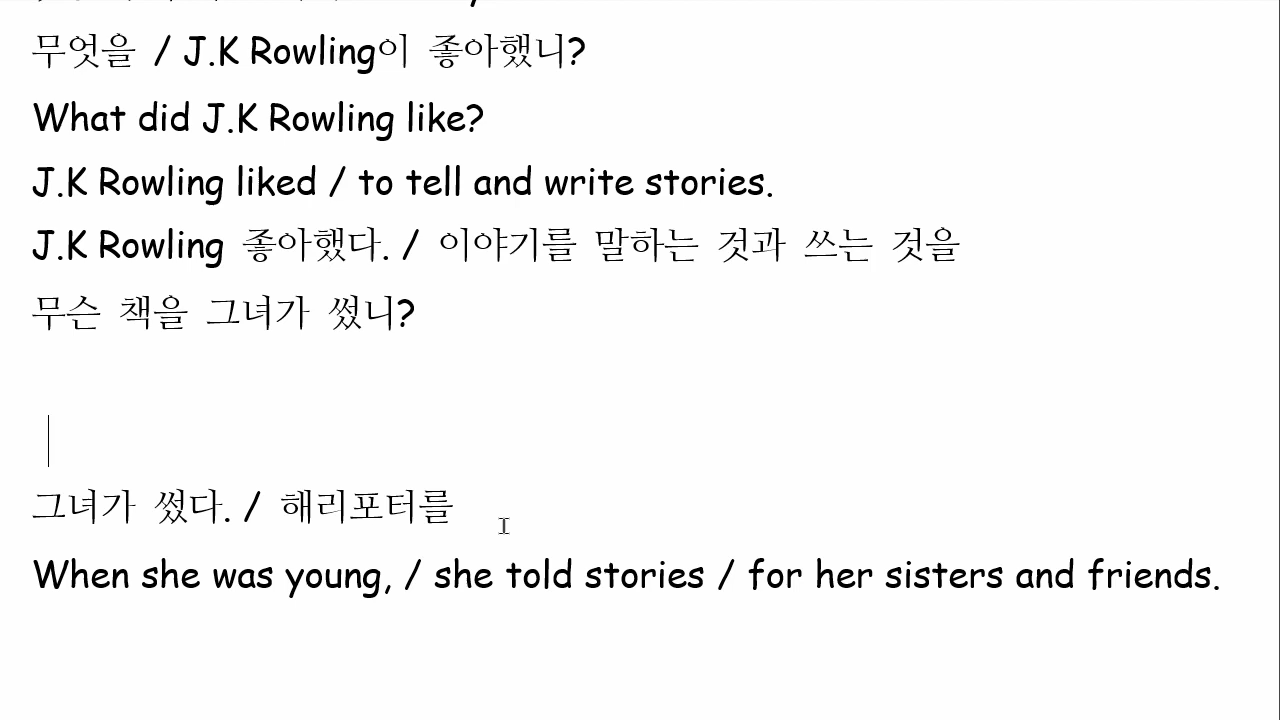 무엇을 / J.K Rowling이 좋아했니?
What did J.K Rowling like?
J.K Rowling liked / to tell and write stories.
J.K Rowling 좋아했다. / 이야기를 말하는 것과 쓰는 것을
무슨 책을 그녀가 썼니?
그녀가 썼다. / 해리포터를
When she was young, / she told stories / for her sisters and friends.